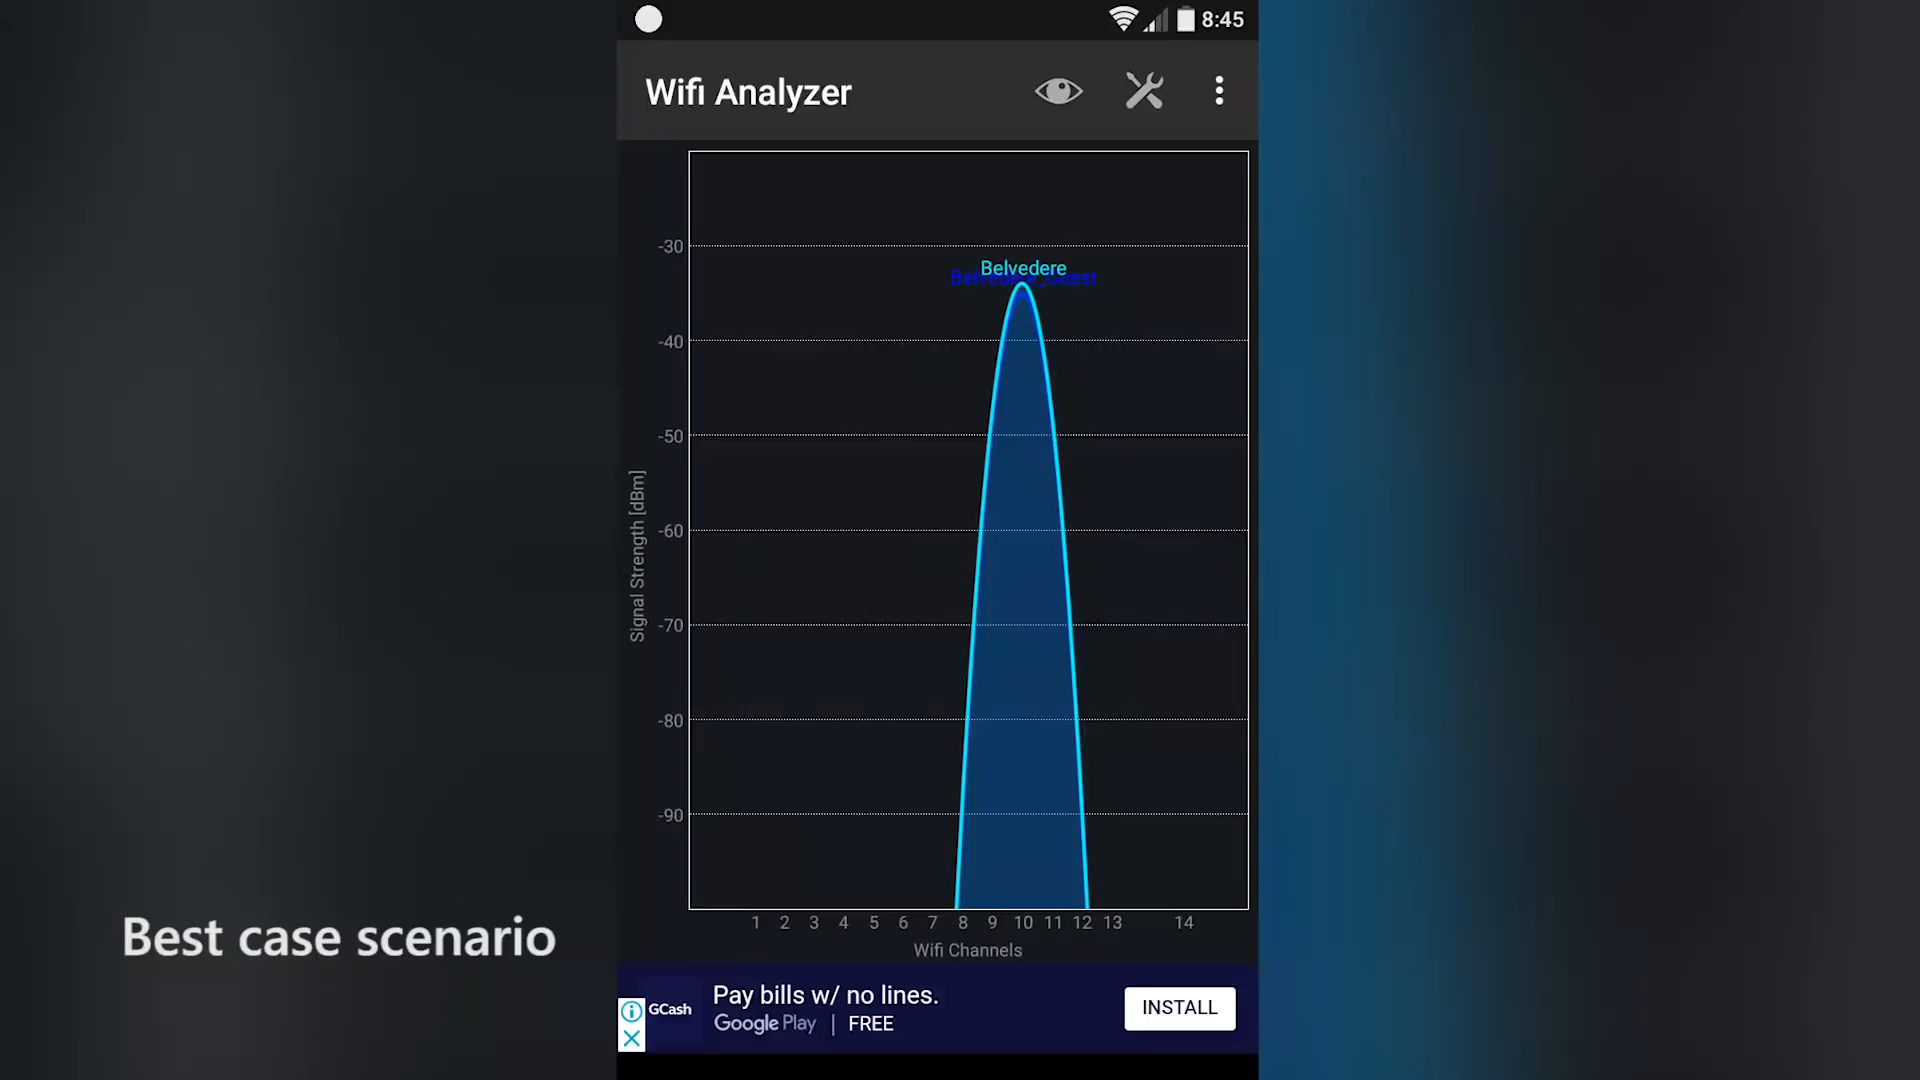 8:45
Wifi Analyzer
-30
-40
-50
-60
-70
-80
-90
Signal Strength [dBm]
Belvedere
Belvedere_Guest
1 2 3 4 5 6 7 8 9 10 11 12 13 14
Wifi Channels
Best case scenario
GCash
Pay bills w/ no lines.
Google Play | FREE
INSTALL